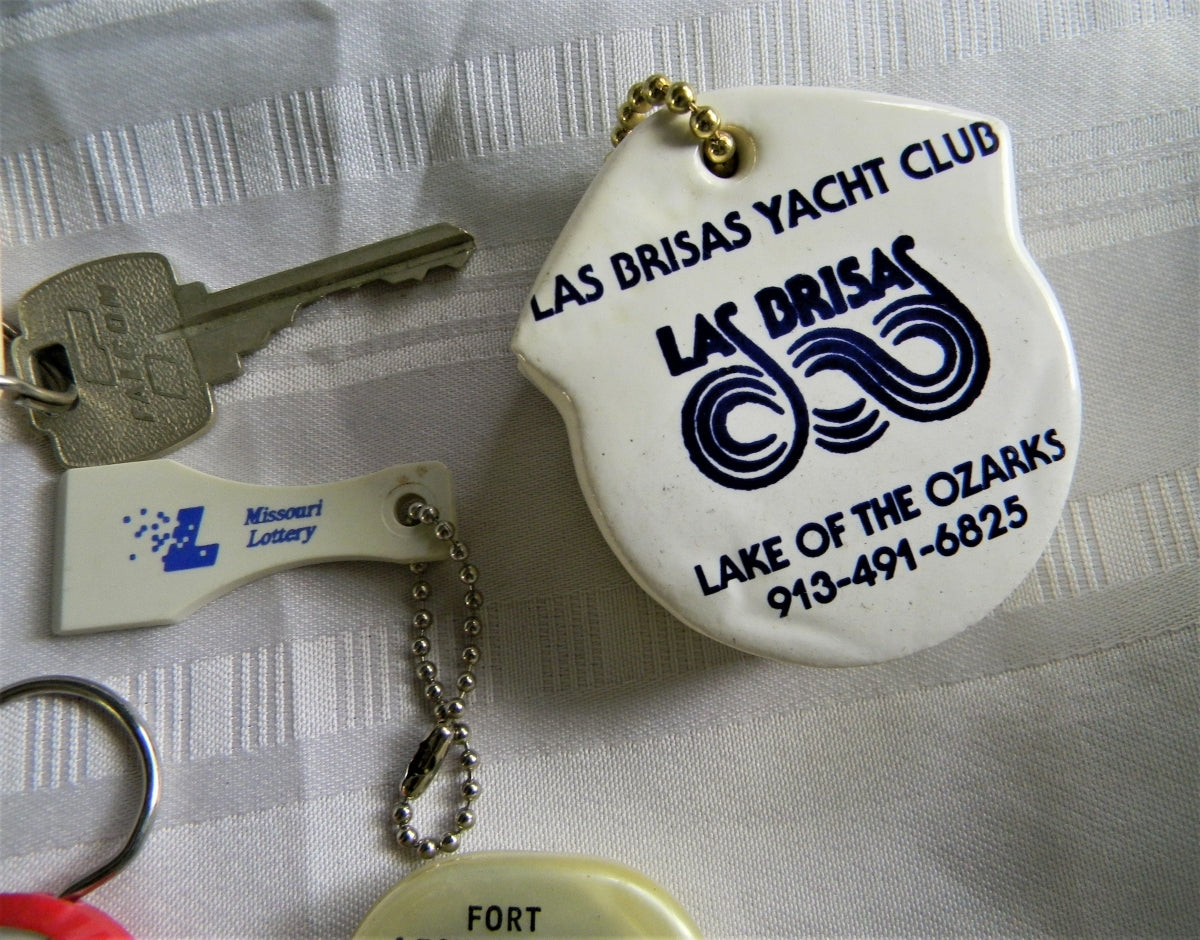 LAS BRISAS YACHT CLUB
LAS BRISAS
LAKE OF THE OZARKS
913-491-6825
FALCON
Missouri
Lottery
FORT